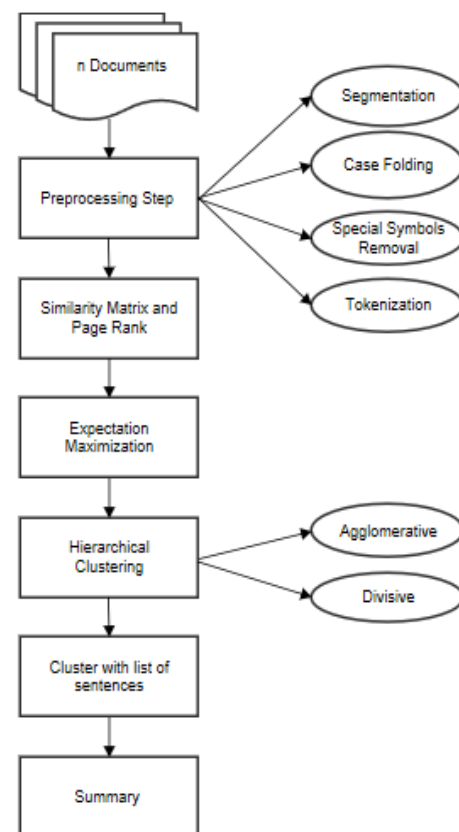 n Documents
Segmentation
Case Folding
Preprocessing Step
Special Symbols
Removal
Tokenization
Similarity Matrix and
Page Rank
Expectation
Maximization
Hierarchical
Clustering
Agglomerative
Divisive
Cluster with list of
sentences
Summary